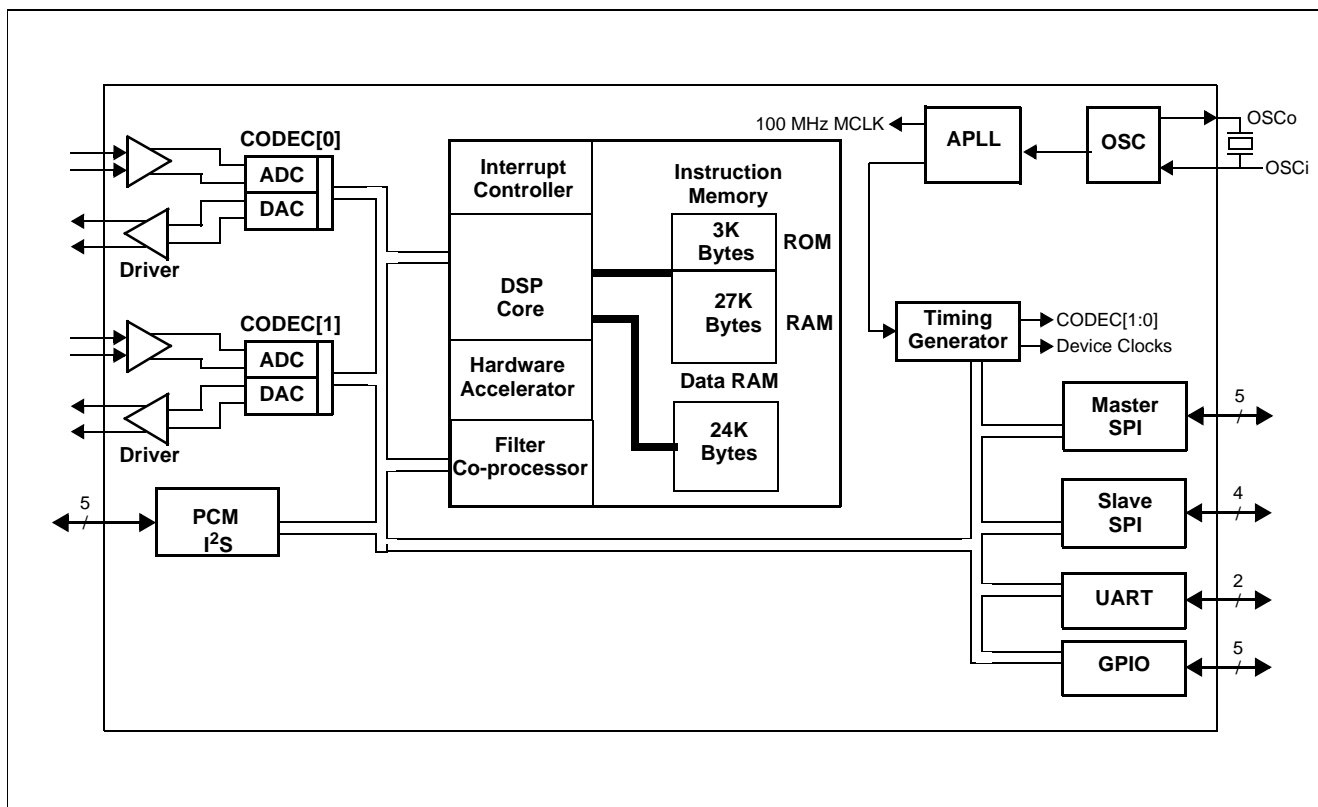 CODEC[0]
ADC
DAC
Driver
CODEC[1]
ADC
DAC
Driver
5
PCM
I²S
Interrupt
Controller
DSP
Core
Hardware
Accelerator
Filter
Co-processor
Instruction
Memory
3K
Bytes
ROM
27K
Bytes
RAM
Data RAM
24K
Bytes
100 MHz MCLK
APLL
OSC
OSCo
OSCi
Timing
Generator
CODEC[1:0]
Device Clocks
Master
SPI
5
Slave
SPI
4
UART
2
GPIO
5